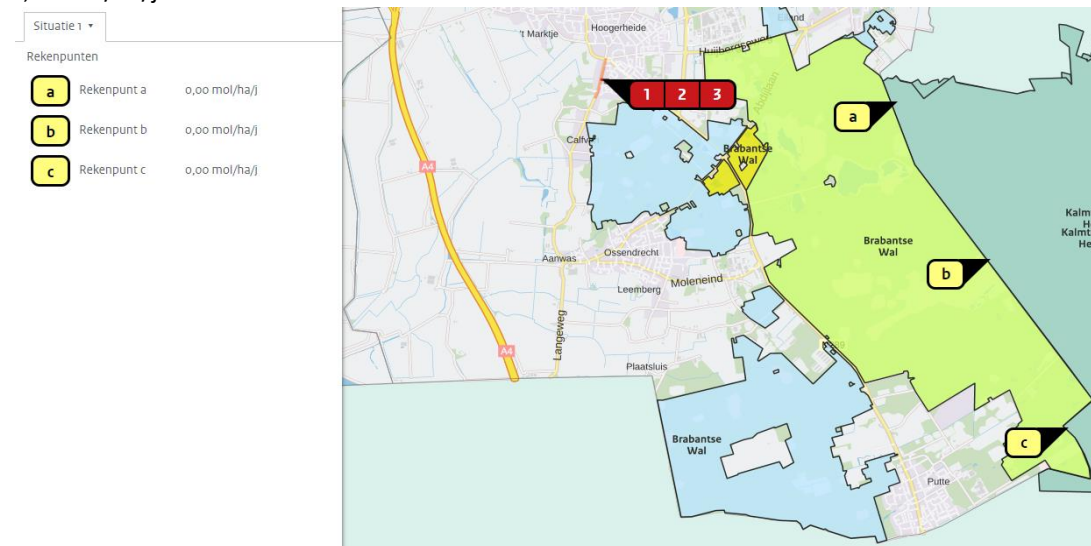 Situatie 1
Rekenpunten
a Rekenpunt a 0,00 mol/ha/j
b Rekenpunt b 0,00 mol/ha/j
c Rekenpunt c 0,00 mol/ha/j
't Marktje
Hoogerheide
Huijbergseweg
1 2 3
a
Calfven
A4
Brabantse
Wal
Brabantse
Wal
b
Aanwas
Ossendrecht
Moleneind
Leemberg
Langeweg
A4
Plaatsluis
Brabantse
Wal
c
Putte